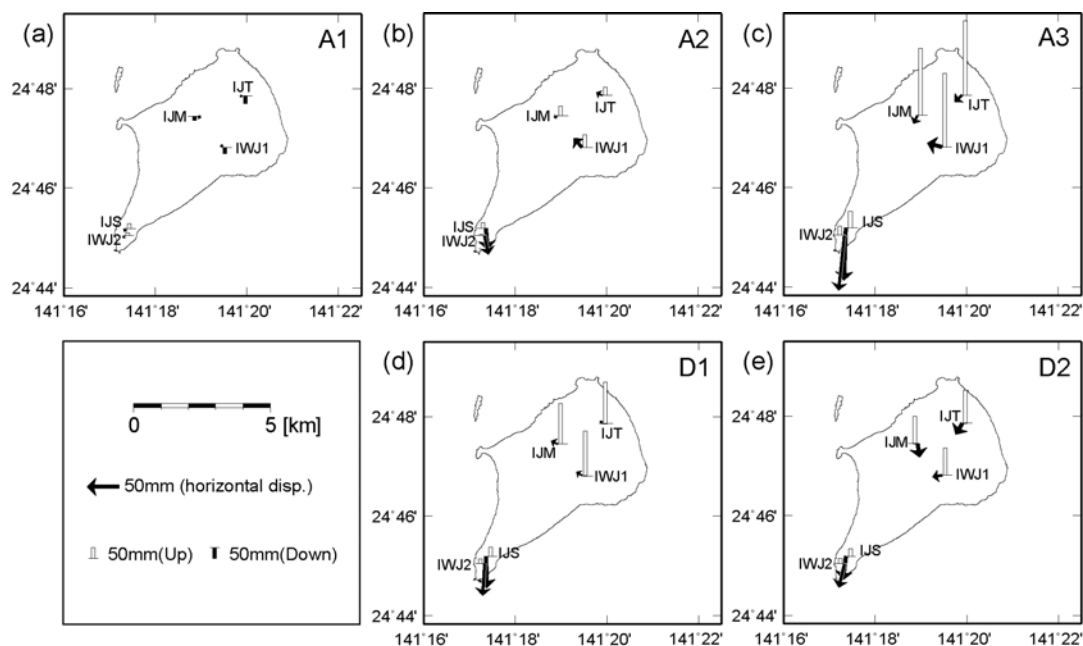 (a)
A1
24°48'
24°46'
24°44'
IJT
IJM
IWJ1
IJS
IWJ2
141°16' 141°18' 141°20' 141°22'
(b)
A2
24°48'
24°46'
24°44'
IJT
IJM
IWJ1
IJS
IWJ2
141°16' 141°18' 141°20' 141°22'
(c)
A3
24°48'
24°46'
24°44'
IJM
IJT
IWJ1
IJS
IWJ2
141°16' 141°18' 141°20' 141°22'
0 5 [km]
50mm (horizontal disp.)
50mm(Up) 50mm(Down)
(d)
D1
24°48'
24°46'
24°44'
IJT
IJM
IWJ1
IJS
IWJ2
141°16' 141°18' 141°20' 141°22'
(e)
D2
24°48'
24°46'
24°44'
IJT
IJM
IWJ1
IJS
IWJ2
141°16' 141°18' 141°20' 141°22'